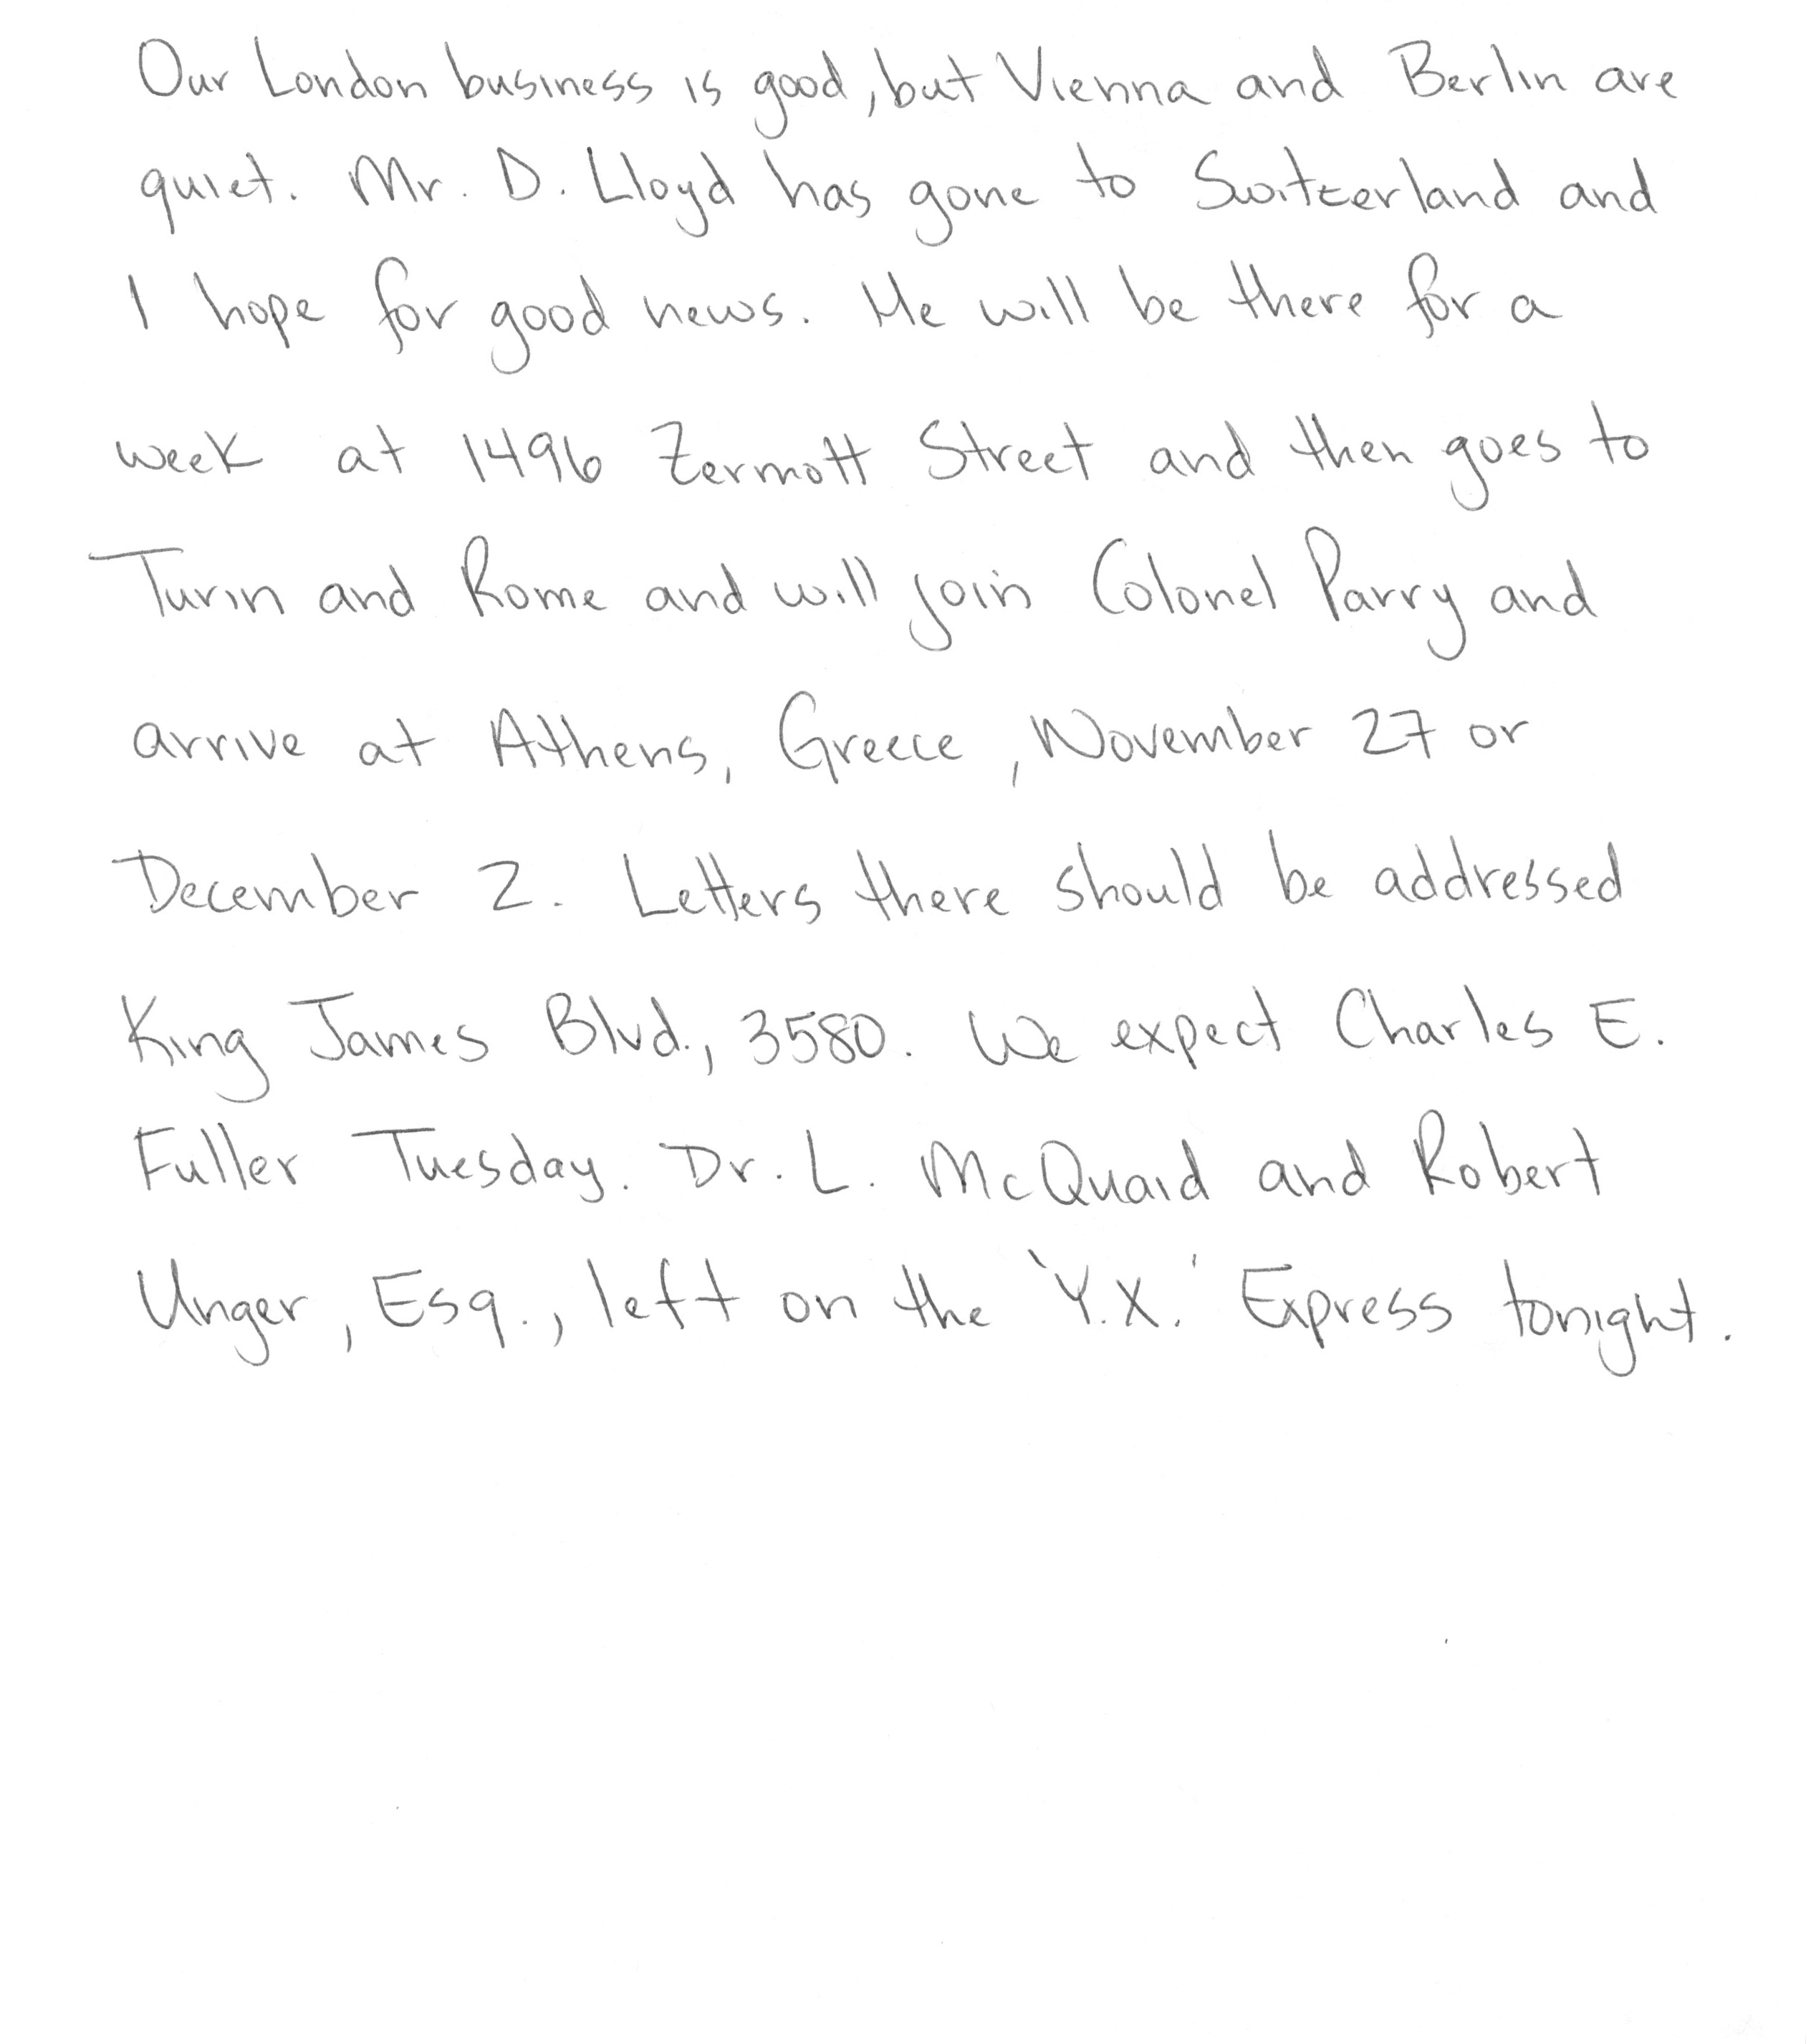 Our London business is good, but Vienna and Berlin are
quiet. Mr. D. Lloyd has gone to Switzerland and
I hope for good news. He will be there for a
week at 1496 Zermott Street and then goes to
Turin and Rome and will join Colonel Parry and
arrive at Athens, Greece, November 27 or
December 2. Letters there should be addressed
King James Blvd., 3580. We expect Charles E.
Fuller Tuesday. Dr. L. McQuaid and Robert
Unger, Esq., left on the 'Y.X.' Express tonight.